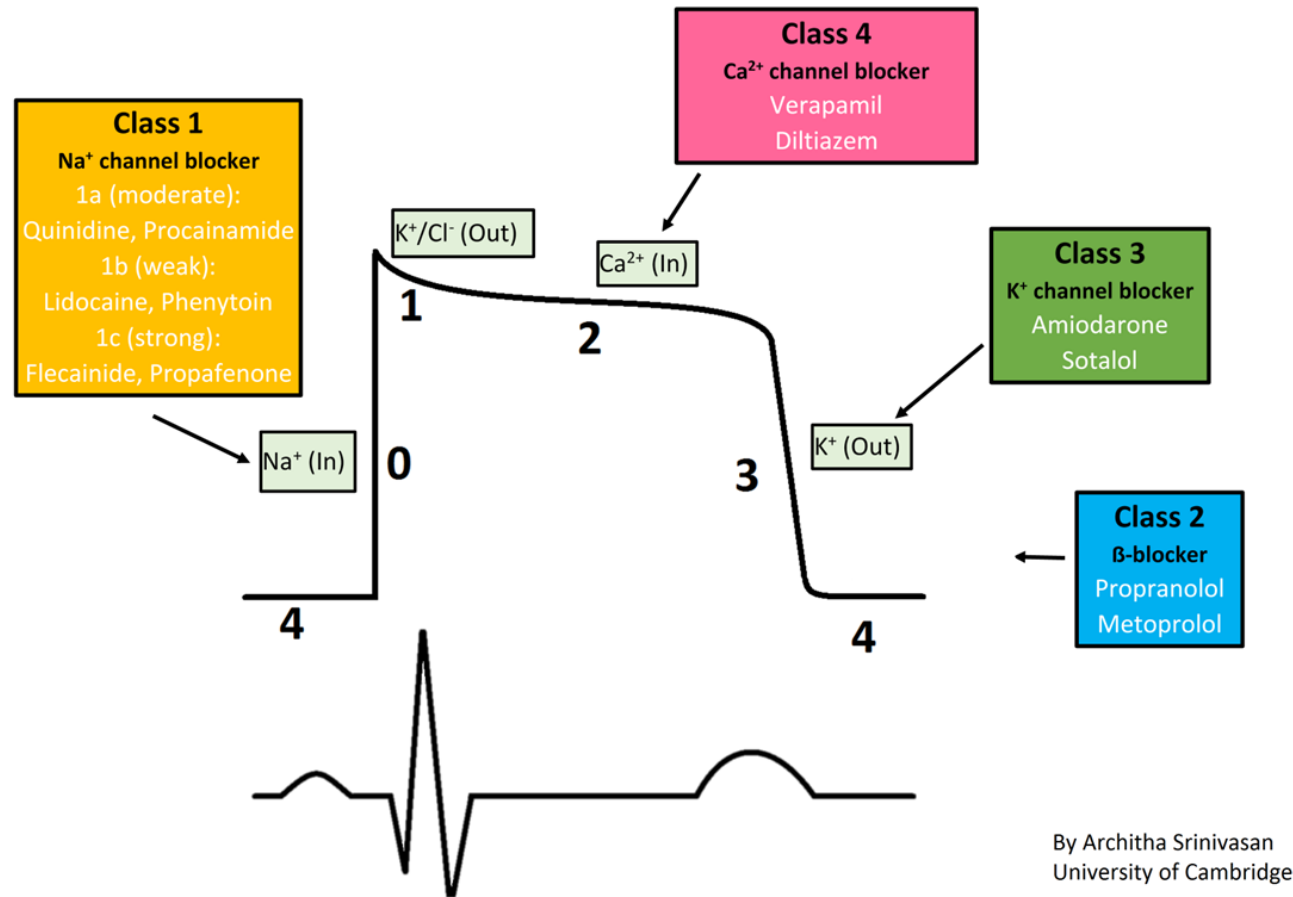 Class 4
Ca²⁺ channel blocker
Verapamil
Diltiazem
Class 1
Na⁺ channel blocker
1a (moderate):
Quinidine, Procainamide
1b (weak):
Lidocaine, Phenytoin
1c (strong):
Flecainide, Propafenone
K⁺/Cl⁻ (Out)
Ca²⁺ (In)
Class 3
K⁺ channel blocker
Amiodarone
Sotalol
1
2
Na⁺ (In)
0
3
K⁺ (Out)
Class 2
ß-blocker
Propranolol
Metoprolol
4
4
By Architha Srinivasan
University of Cambridge